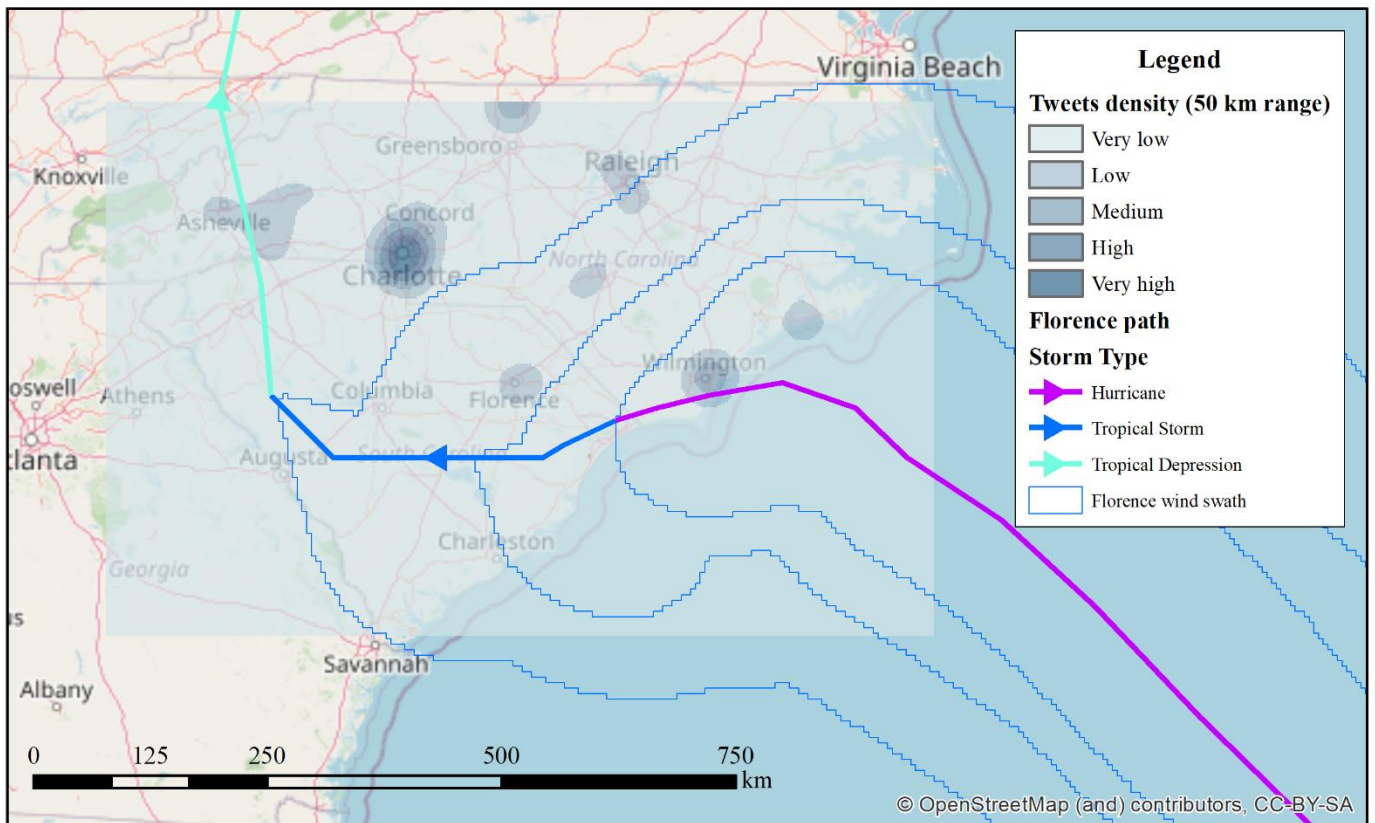 Virginia Beach
Greensboro
Raleigh
Knoxville
Asheville
Concord
Charlotte
North Carolina
Wilmington
oswell
Athens
Columbia
Florence
tlanta
Augusta
South Carolina
Charleston
Georgia
us
Savannah
Albany
Legend
Tweets density (50 km range)
Very low
Low
Medium
High
Very high
Florence path
Storm Type
Hurricane
Tropical Storm
Tropical Depression
Florence wind swath
0 125 250 500 750
km
© OpenStreetMap (and) contributors, CC-BY-SA